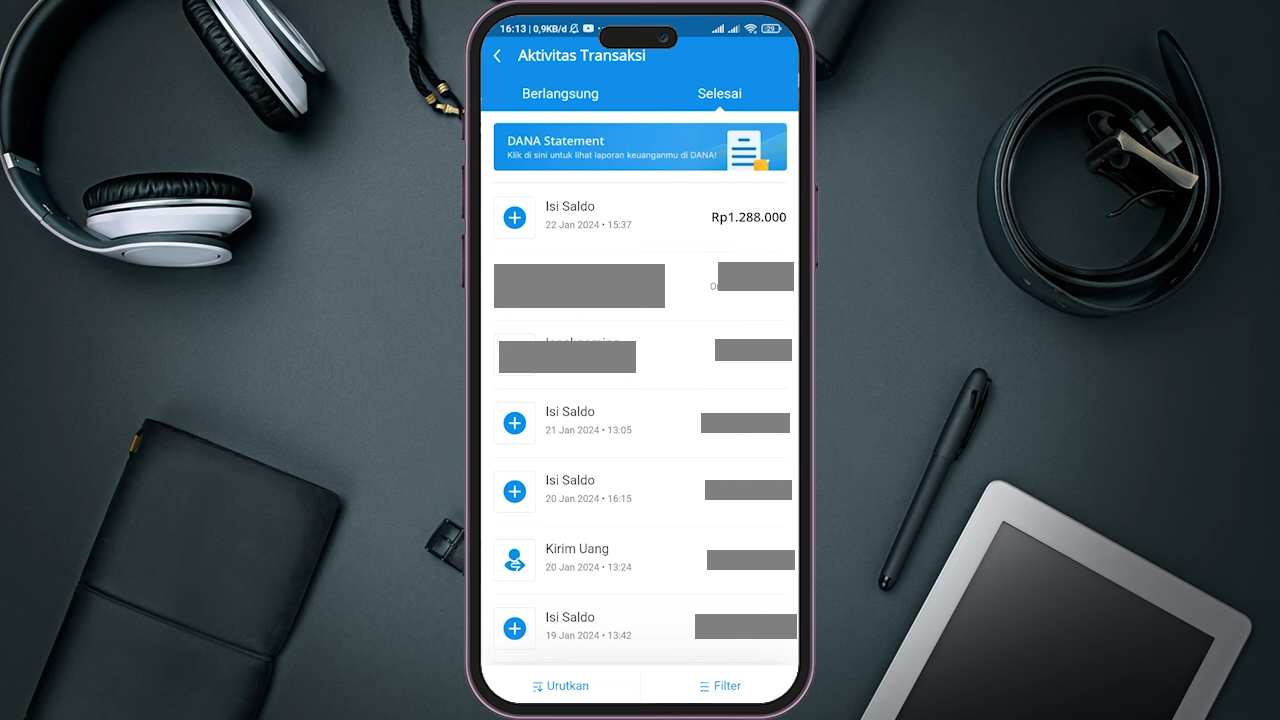 16:13 | 0,9KB/d
29
Aktivitas Transaksi
Berlangsung
Selesai
DANA Statement
Klik di sini untuk lihat laporan keuanganmu di DANA!
Isi Saldo
22 Jan 2024 • 15:37
Rp1.288.000
Isi Saldo
21 Jan 2024 • 13:05
Isi Saldo
20 Jan 2024 • 16:15
Kirim Uang
20 Jan 2024 • 13:24
Isi Saldo
19 Jan 2024 • 13:42
Urutkan
Filter